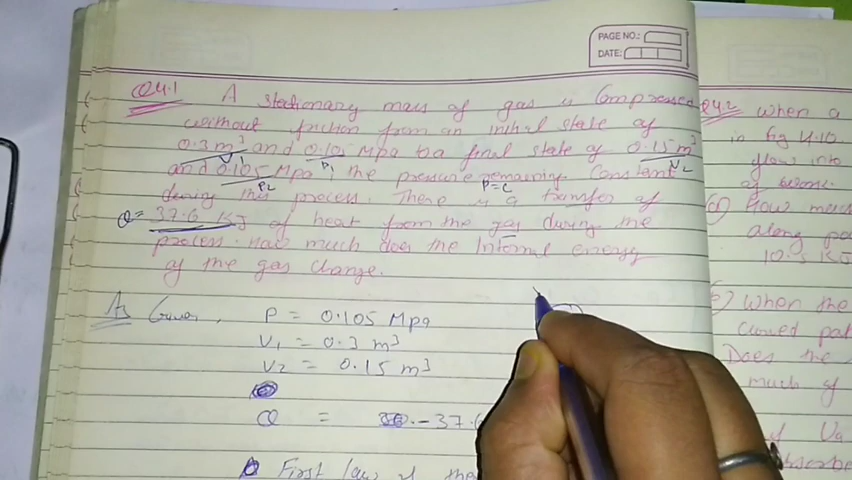 PAGE NO.:
DATE:
Q4.1 A stationary mass of gas is Compressed
without friction from an initial state of
0.3 m³ and 0.105 Mpa to a final state of 0.15 m³
V1 P1 V2
and 0.105 Mpa, the pressure remaining Constant
P2 P=C
during the process. There is a transfer of
Q= 37.6 KJ of heat from the gas during the
process. How much does the Internal energy
of the gas change.
Given, P = 0.105 Mpa
V1 = 0.3 m³
V2 = 0.15 m³
Q = -37.6
First law of the
Q4.2 When a
in fig 4.10
flow into
of work.
How much
along pa
10.5 KJ
When the
curved pat
Does the
much of
of Va